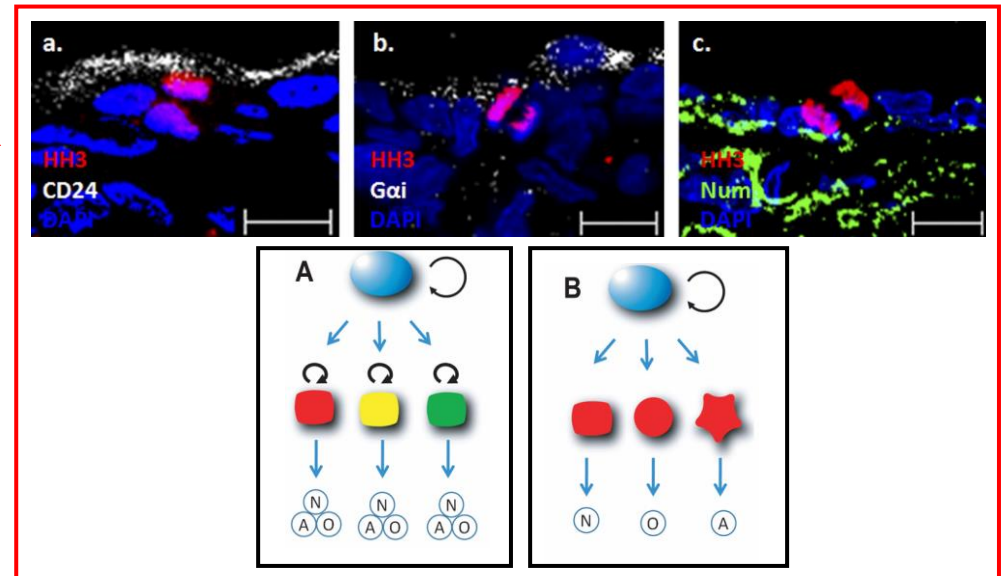 a.
HH3
CD24
DAPI
b.
HH3
Gαi
DAPI
c.
HH3
Num
DAPI
A
N
A O
N
A O
N
A O
B
N
O
A